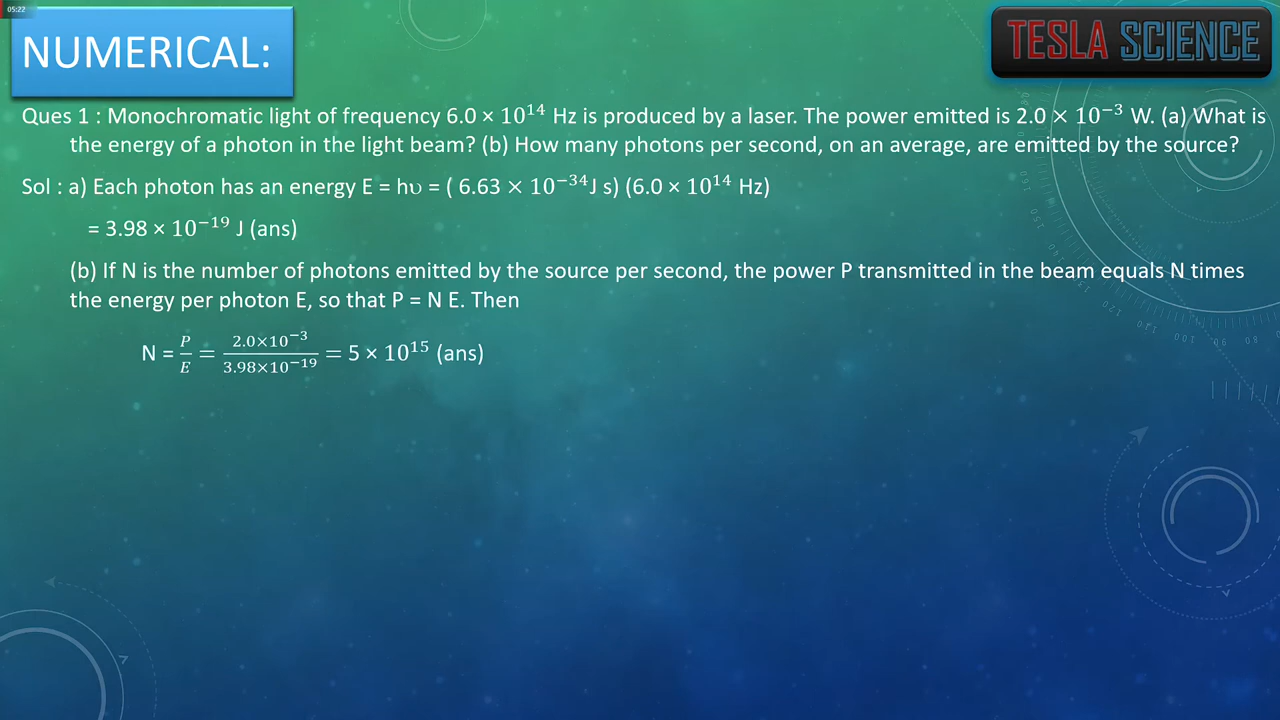 05:22
NUMERICAL:
TESLA SCIENCE
Ques 1 : Monochromatic light of frequency 6.0 × 10¹⁴ Hz is produced by a laser. The power emitted is 2.0 × 10⁻³ W. (a) What is
the energy of a photon in the light beam? (b) How many photons per second, on an average, are emitted by the source?
Sol : a) Each photon has an energy E = hυ = ( 6.63 × 10⁻³⁴J s) (6.0 × 10¹⁴ Hz)
= 3.98 × 10⁻¹⁹ J (ans)
(b) If N is the number of photons emitted by the source per second, the power P transmitted in the beam equals N times
the energy per photon E, so that P = N E. Then
N = P/E = 2.0×10⁻³/3.98×10⁻¹⁹ = 5 × 10¹⁵ (ans)